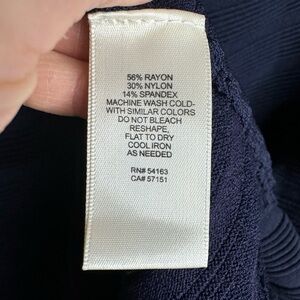 56% RAYON
30% NYLON
14% SPANDEX
MACHINE WASH COLD-
WITH SIMILAR COLORS
DO NOT BLEACH
RESHAPE,
FLAT TO DRY
COOL IRON
AS NEEDED
RN# 54163
CA# 57151